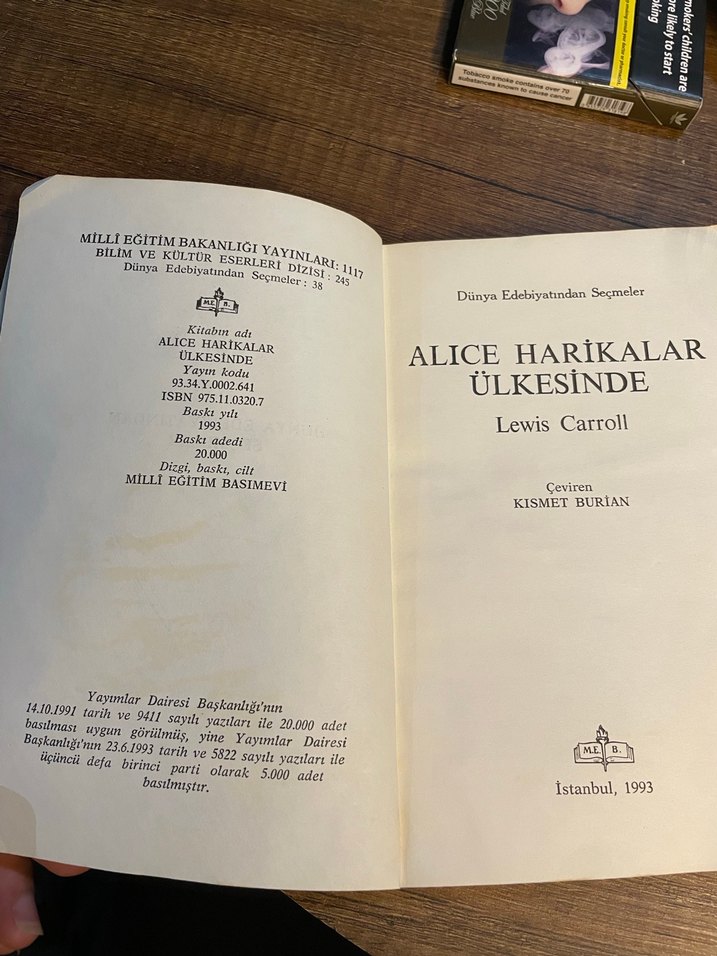 100
Blue
smokers' children are
more likely to start
smoking
Tobacco smoke contains over 70
substances known to cause cancer
MİLLÎ EĞİTİM BAKANLIĞI YAYINLARI: 1117
BİLİM VE KÜLTÜR ESERLERİ DİZİSİ : 245
Dünya Edebiyatından Seçmeler : 38
M.E. B.
Kitabın adı
ALICE HARİKALAR
ÜLKESİNDE
Yayın kodu
93.34.Y.0002.641
ISBN 975.11.0320.7
Baskı yılı
1993
Baskı adedi
20.000
Dizgi, baskı, cilt
MİLLÎ EĞİTİM BASIMEVİ
Yayımlar Dairesi Başkanlığı'nın
14.10.1991 tarih ve 9411 sayılı yazıları ile 20.000 adet
basılması uygun görülmüş, yine Yayımlar Dairesi
Başkanlığı'nın 23.6.1993 tarih ve 5822 sayılı yazıları ile
üçüncü defa birinci parti olarak 5.000 adet
basılmıştır.
Dünya Edebiyatından Seçmeler
ALICE HARİKALAR
ÜLKESİNDE
Lewis Carroll
Çeviren
KISMET BURİAN
M.E. B.
İstanbul, 1993